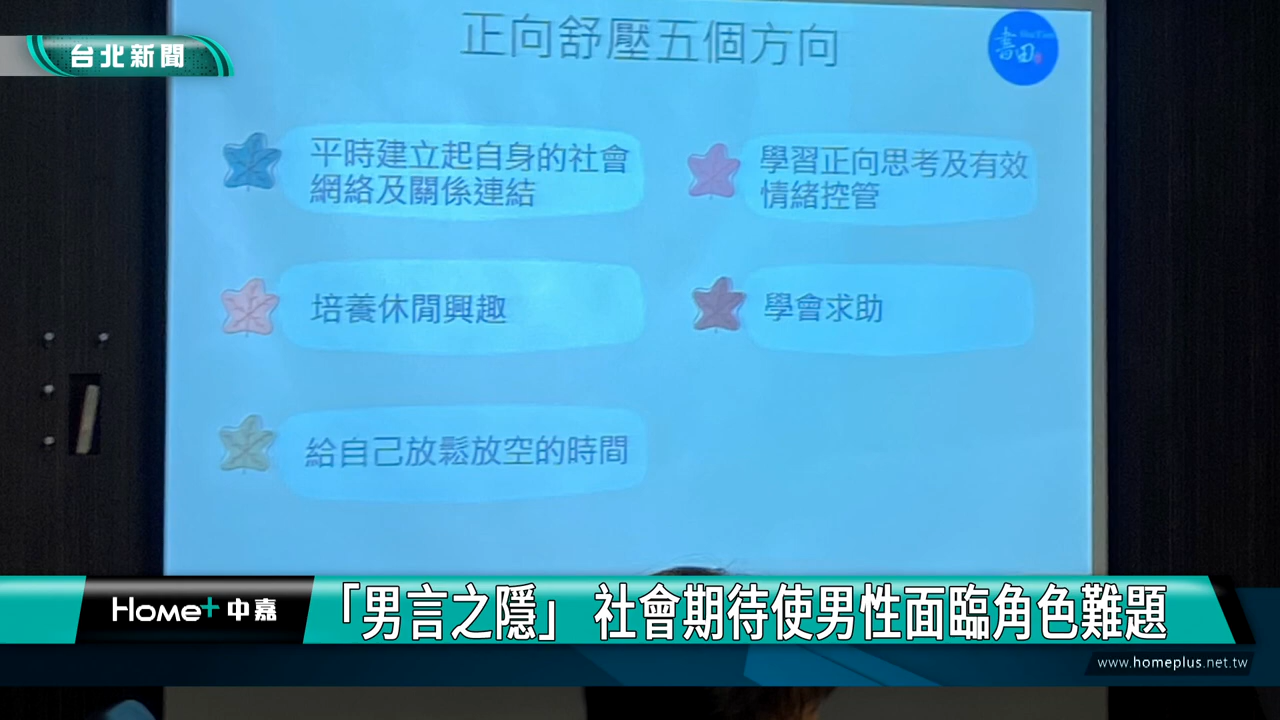 台北新聞
正向舒壓五個方向
書田
平時建立起自身的社會
網絡及關係連結
學習正向思考及有效
情緒控管
培養休閒興趣
學會求助
給自己放鬆放空的時間
Home+中嘉
「男言之隱」 社會期待使男性面臨角色難題
www.homeplus.net.tw